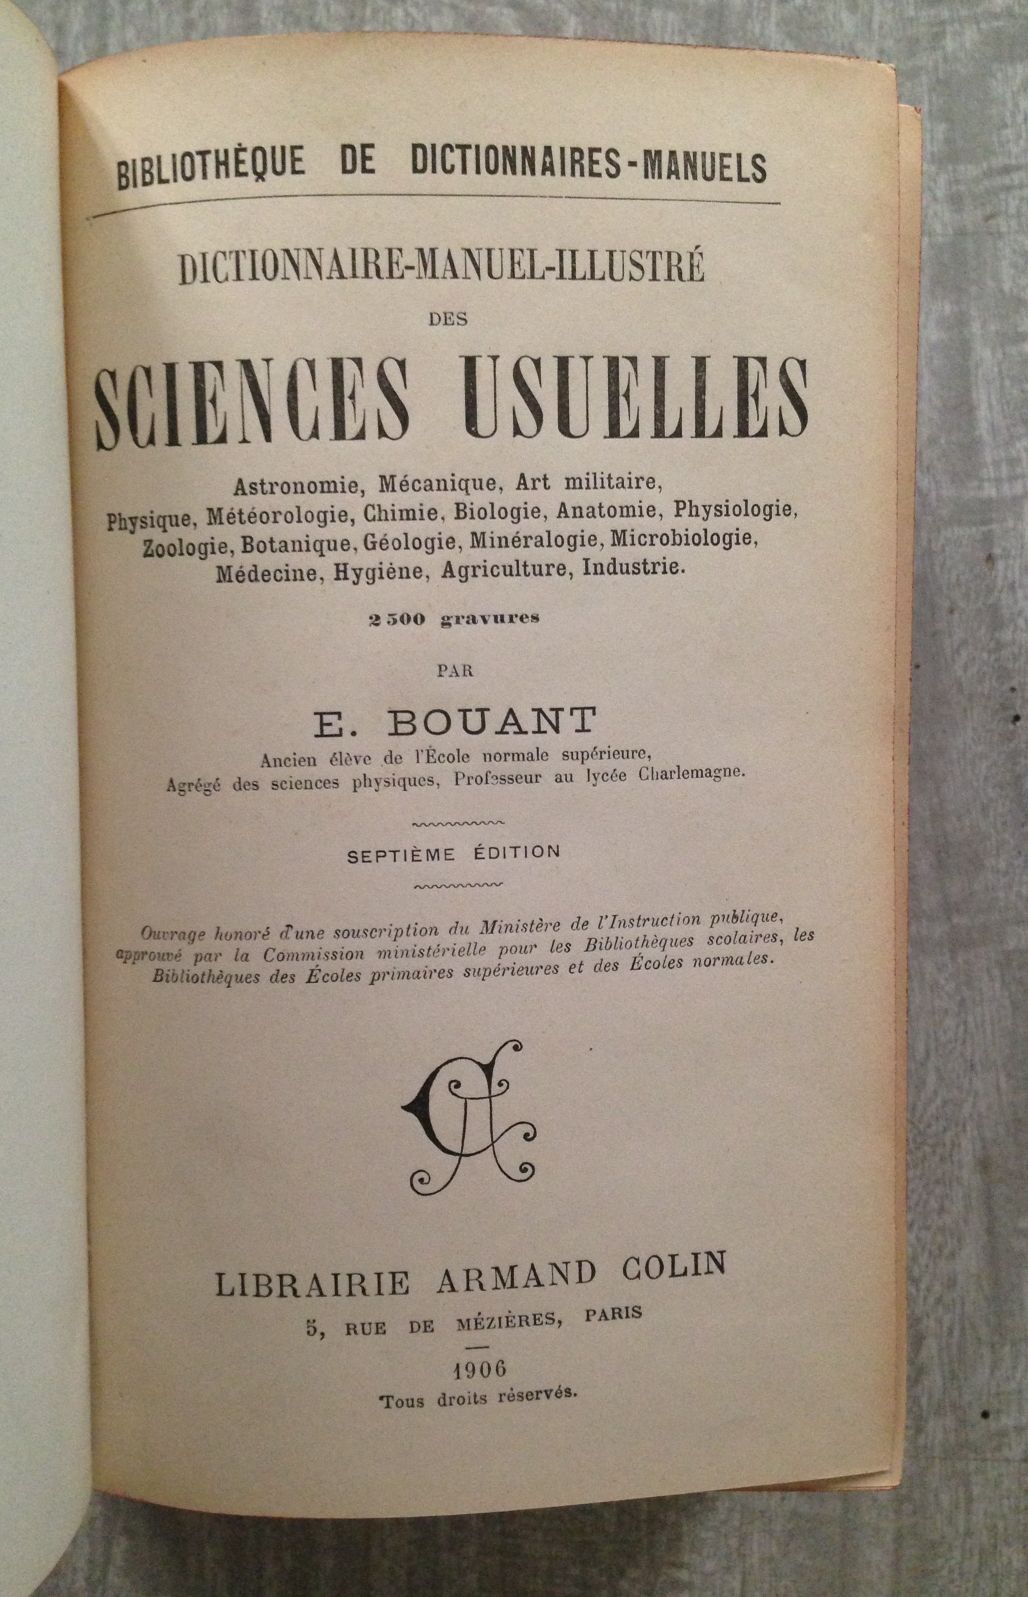 BIBLIOTHÈQUE DE DICTIONNAIRES-MANUELS
DICTIONNAIRE-MANUEL-ILLUSTRÉ
DES
SCIENCES USUELLES
Astronomie, Mécanique, Art militaire,
Physique, Météorologie, Chimie, Biologie, Anatomie, Physiologie,
Zoologie, Botanique, Géologie, Minéralogie, Microbiologie,
Médecine, Hygiène, Agriculture, Industrie.
2500 gravures
PAR
E. BOUANT
Ancien élève de l'École normale supérieure,
Agrégé des sciences physiques, Professeur au lycée Charlemagne.
SEPTIÈME ÉDITION
Ouvrage honoré d'une souscription du Ministère de l'Instruction publique,
approuvé par la Commission ministérielle pour les Bibliothèques scolaires, les
Bibliothèques des Écoles primaires supérieures et des Écoles normales.
AC
LIBRAIRIE ARMAND COLIN
5, RUE DE MÉZIÈRES, PARIS
1906
Tous droits réservés.